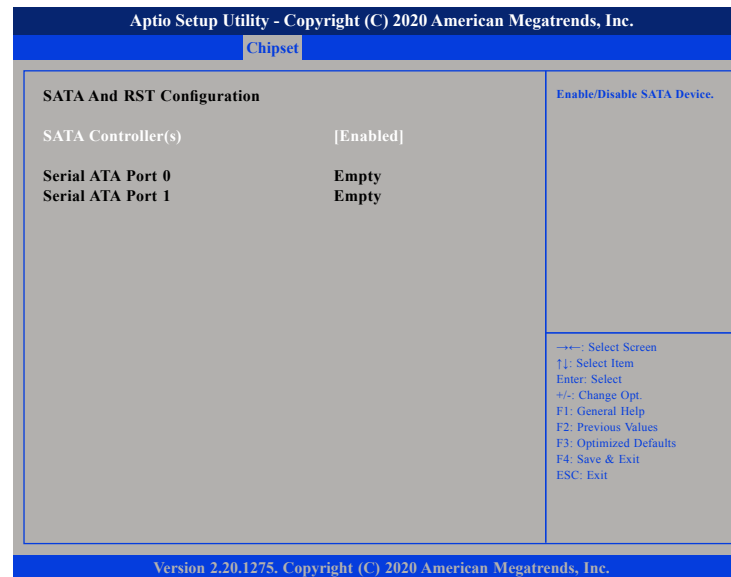 Aptio Setup Utility - Copyright (C) 2020 American Megatrends, Inc.
Chipset
SATA And RST Configuration
SATA Controller(s) [Enabled]
Serial ATA Port 0 Empty
Serial ATA Port 1 Empty
Enable/Disable SATA Device.
→←: Select Screen
↑↓: Select Item
Enter: Select
+/-: Change Opt.
F1: General Help
F2: Previous Values
F3: Optimized Defaults
F4: Save & Exit
ESC: Exit
Version 2.20.1275. Copyright (C) 2020 American Megatrends, Inc.